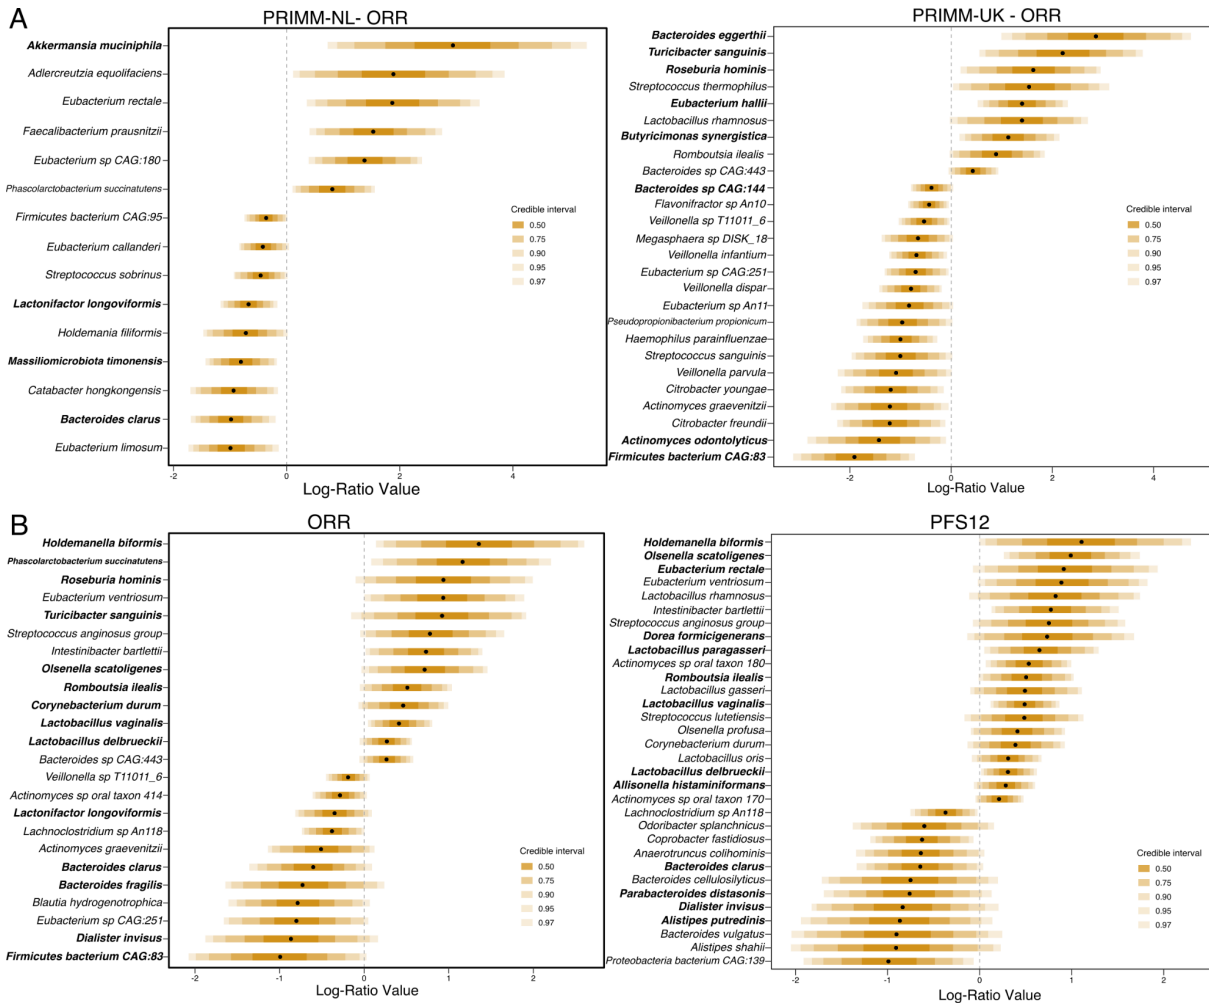 A
PRIMM-NL- ORR
Akkermansia muciniphila
Adlercreutzia equolifaciens
Eubacterium rectale
Faecalibacterium prausnitzii
Eubacterium sp CAG:180
Phascolarctobacterium succinatutens
Firmicutes bacterium CAG:95
Eubacterium callanderi
Streptococcus sobrinus
Lactonifactor longoviformis
Holdemania filiformis
Massiliomicrobiota timonensis
Catabacter hongkongensis
Bacteroides clarus
Eubacterium limosum
Credible interval
0.50
0.75
0.90
0.95
0.97
-2 0 2 4
Log-Ratio Value
PRIMM-UK - ORR
Bacteroides eggerthii
Turicibacter sanguinis
Roseburia hominis
Streptococcus thermophilus
Eubacterium hallii
Lactobacillus rhamnosus
Butyricimonas synergistica
Romboutsia ilealis
Bacteroides sp CAG:443
Bacteroides sp CAG:144
Flavonifractor sp An10
Veillonella sp T11011_6
Megasphaera sp DISK_18
Veillonella infantium
Eubacterium sp CAG:251
Veillonella dispar
Eubacterium sp An11
Pseudopropionibacterium propionicum
Haemophilus parainfluenzae
Streptococcus sanguinis
Veillonella parvula
Citrobacter youngae
Actinomyces graevenitzii
Citrobacter freundii
Actinomyces odontolyticus
Firmicutes bacterium CAG:83
Credible interval
0.50
0.75
0.90
0.95
0.97
-2 0 2 4
Log-Ratio Value
B
ORR
Holdemanella biformis
Phascolarctobacterium succinatutens
Roseburia hominis
Eubacterium ventriosum
Turicibacter sanguinis
Streptococcus anginosus group
Intestinibacter bartlettii
Olsenella scatoligenes
Romboutsia ilealis
Corynebacterium durum
Lactobacillus vaginalis
Lactobacillus delbrueckii
Bacteroides sp CAG:443
Veillonella sp T11011_6
Actinomyces sp oral taxon 414
Lactonifactor longoviformis
Lachnoclostridium sp An118
Actinomyces graevenitzii
Bacteroides clarus
Bacteroides fragilis
Blautia hydrogenotrophica
Eubacterium sp CAG:251
Dialister invisus
Firmicutes bacterium CAG:83
Credible interval
0.50
0.75
0.90
0.95
0.97
-2 -1 0 1 2
Log-Ratio Value
PFS12
Holdemanella biformis
Olsenella scatoligenes
Eubacterium rectale
Eubacterium ventriosum
Lactobacillus rhamnosus
Intestinibacter bartlettii
Streptococcus anginosus group
Dorea formicigenerans
Lactobacillus paragasseri
Actinomyces sp oral taxon 180
Romboutsia ilealis
Lactobacillus gasseri
Lactobacillus vaginalis
Streptococcus lutetiensis
Olsenella profusa
Corynebacterium durum
Lactobacillus oris
Lactobacillus delbrueckii
Allisonella histaminiformans
Actinomyces sp oral taxon 170
Lachnoclostridium sp An118
Odoribacter splanchnicus
Coprobacter fastidiosus
Anaerotruncus colihominis
Bacteroides clarus
Bacteroides cellulosilyticus
Parabacteroides distasonis
Dialister invisus
Alistipes putredinis
Bacteroides vulgatus
Alistipes shahii
Proteobacteria bacterium CAG:139
Credible interval
0.50
0.75
0.90
0.95
0.97
-2 -1 0 1 2
Log-Ratio Value